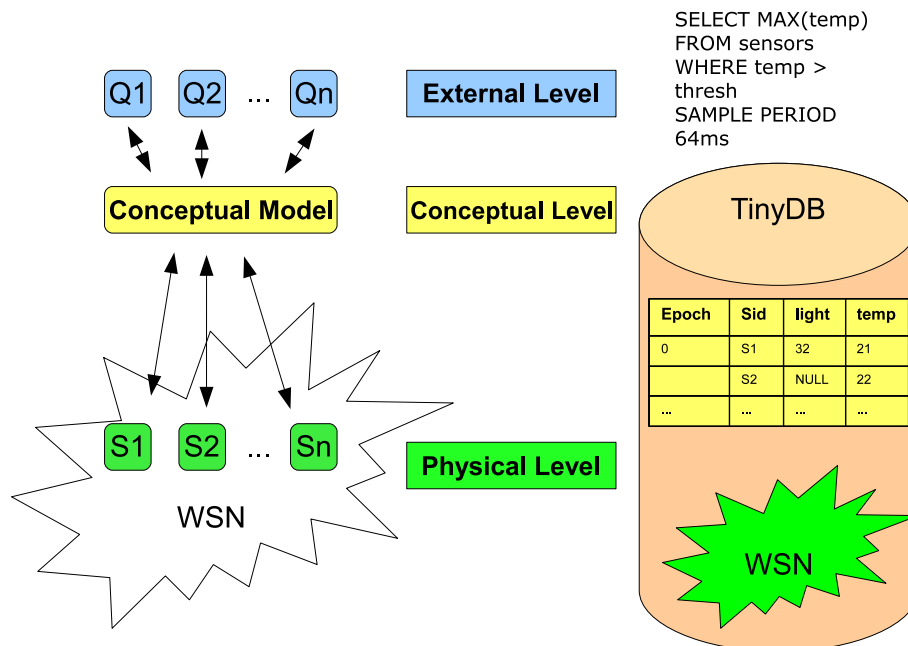 SELECT MAX(temp)
FROM sensors
WHERE temp >
thresh
SAMPLE PERIOD
64ms
Q1 Q2 ... Qn
External Level
Conceptual Model
Conceptual Level
S1 S2 ... Sn
WSN
Physical Level
TinyDB
Epoch Sid light temp
0 S1 32 21
S2 NULL 22
... ... ... ...
WSN